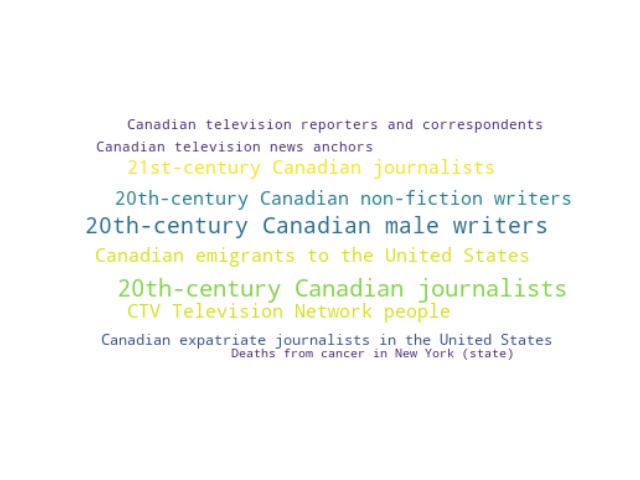 Canadian television reporters and correspondents
Canadian television news anchors
21st-century Canadian journalists
20th-century Canadian non-fiction writers
20th-century Canadian male writers
Canadian emigrants to the United States
20th-century Canadian journalists
CTV Television Network people
Canadian expatriate journalists in the United States
Deaths from cancer in New York (state)